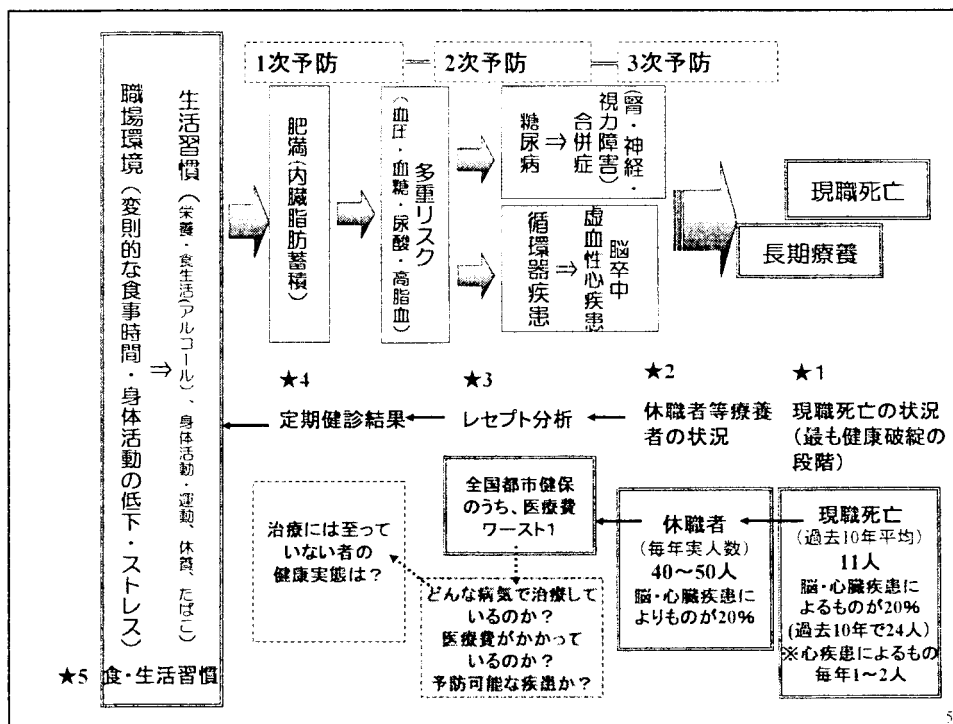 1次予防 ― 2次予防 ― 3次予防
職場環境(変則的な食事時間・身体活動の低下・ストレス)
⇒
生活習慣(栄養・食生活(アルコール)、身体活動・運動、休養、たばこ)
肥満(内臓脂肪蓄積)
多重リスク
(血圧・血糖・尿酸・高脂血)
糖尿病
⇒
合併症
(腎・神経・視力障害)
循環器疾患
⇒
虚血性心疾患
脳卒中
現職死亡
長期療養
★4
★3
★2
★1
定期健診結果
レセプト分析
休職者等療養
者の状況
現職死亡の状況
(最も健康破綻の
段階)
治療には至って
いない者の
健康実態は?
全国都市健保
のうち、医療費
ワースト1
どんな病気で治療して
いるのか?
医療費がかかって
いるのか?
予防可能な疾患か?
休職者
(毎年実人数)
40~50人
脳・心臓疾患に
よりものが20%
現職死亡
(過去10年平均)
11人
脳・心臓疾患に
よるものが20%
(過去10年で24人)
※心疾患によるもの
毎年1~2人
★5 食・生活習慣
5